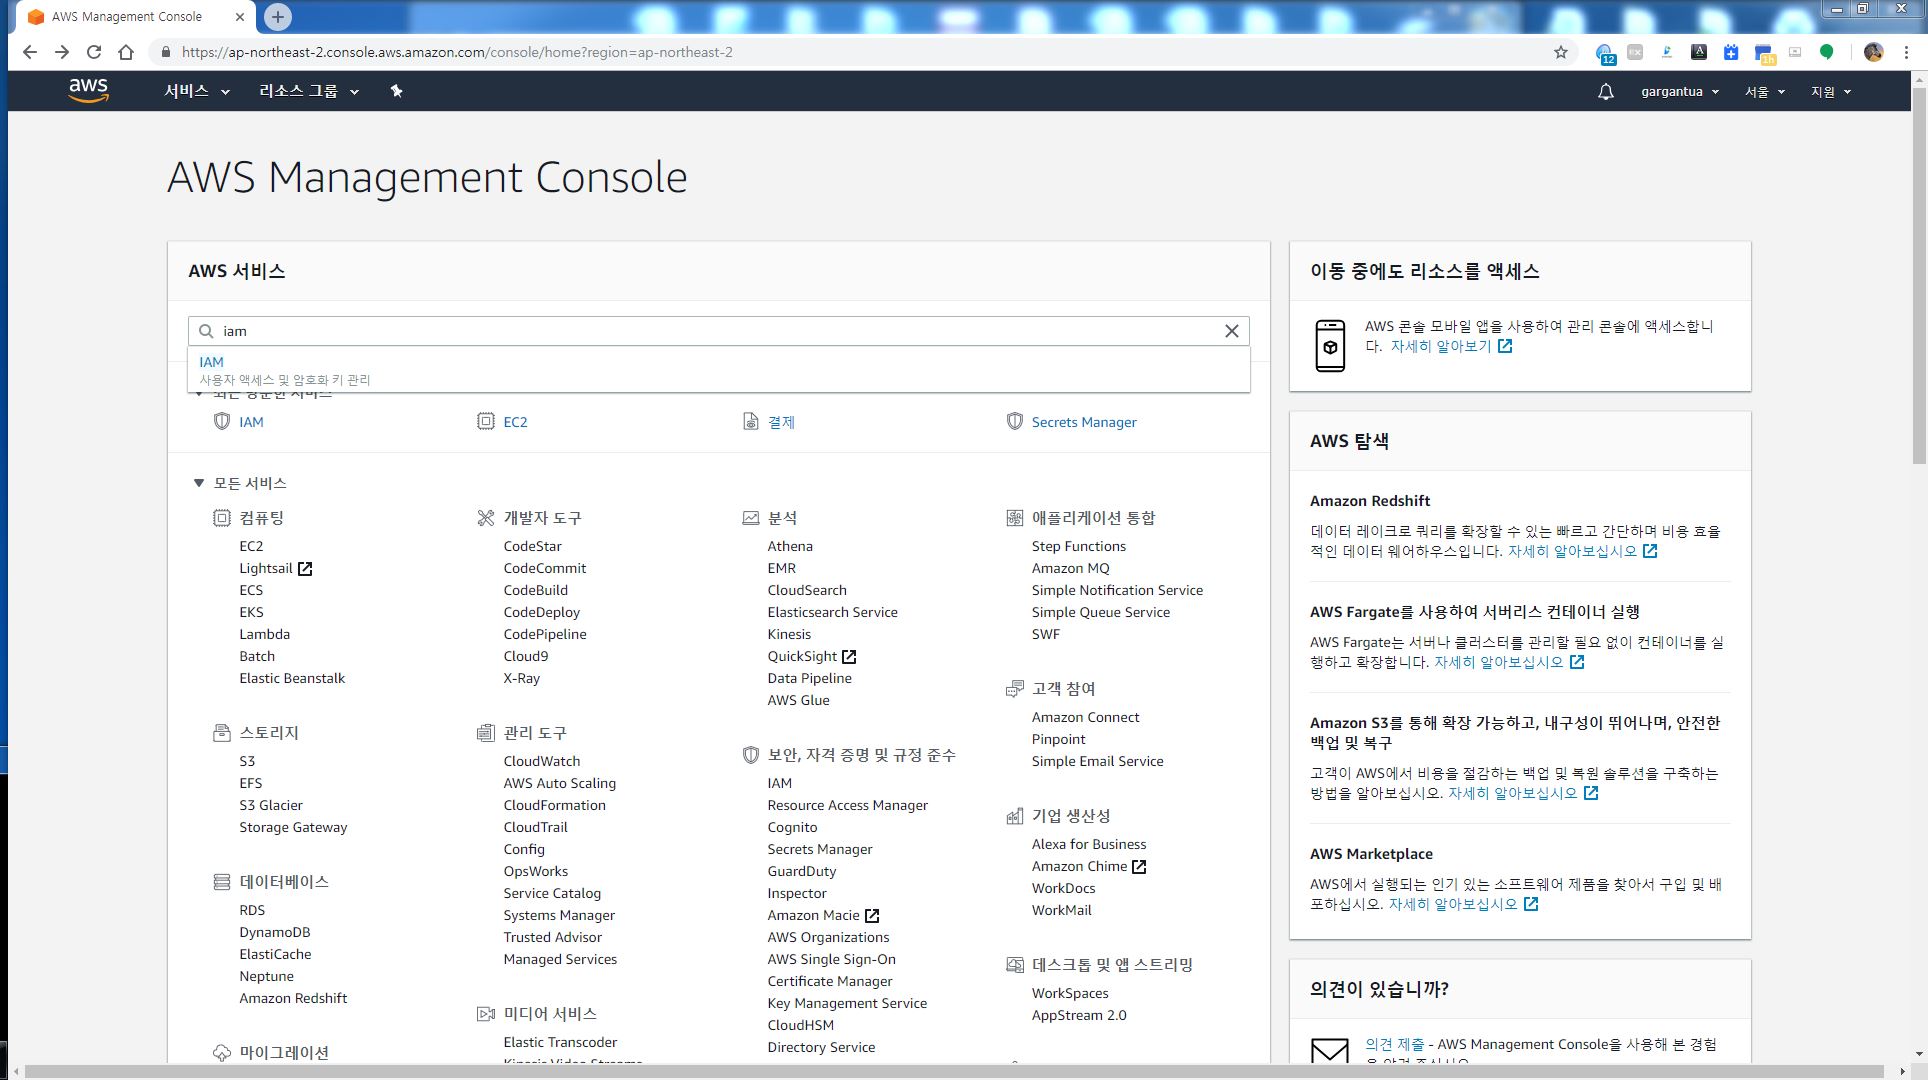 AWS Management Console
https://ap-northeast-2.console.aws.amazon.com/console/home?region=ap-northeast-2
12
1h
aws
서비스
리소스 그룹
gargantua
서울
지원
AWS Management Console
AWS 서비스
iam
IAM
사용자 액세스 및 암호화 키 관리
IAM
EC2
결제
Secrets Manager
모든 서비스
컴퓨팅
EC2
Lightsail
ECS
EKS
Lambda
Batch
Elastic Beanstalk
스토리지
S3
EFS
S3 Glacier
Storage Gateway
데이터베이스
RDS
DynamoDB
ElastiCache
Neptune
Amazon Redshift
마이그레이션
개발자 도구
CodeStar
CodeCommit
CodeBuild
CodeDeploy
CodePipeline
Cloud9
X-Ray
관리 도구
CloudWatch
AWS Auto Scaling
CloudFormation
CloudTrail
Config
OpsWorks
Service Catalog
Systems Manager
Trusted Advisor
Managed Services
미디어 서비스
Elastic Transcoder
Kinesis Video Streams
분석
Athena
EMR
CloudSearch
Elasticsearch Service
Kinesis
QuickSight
Data Pipeline
AWS Glue
보안, 자격 증명 및 규정 준수
IAM
Resource Access Manager
Cognito
Secrets Manager
GuardDuty
Inspector
Amazon Macie
AWS Organizations
AWS Single Sign-On
Certificate Manager
Key Management Service
CloudHSM
Directory Service
애플리케이션 통합
Step Functions
Amazon MQ
Simple Notification Service
Simple Queue Service
SWF
고객 참여
Amazon Connect
Pinpoint
Simple Email Service
기업 생산성
Alexa for Business
Amazon Chime
WorkDocs
WorkMail
데스크톱 및 앱 스트리밍
WorkSpaces
AppStream 2.0
이동 중에도 리소스를 액세스
AWS 콘솔 모바일 앱을 사용하여 관리 콘솔에 액세스합니
다. 자세히 알아보기
AWS 탐색
Amazon Redshift
데이터 레이크로 쿼리를 확장할 수 있는 빠르고 간단하며 비용 효율
적인 데이터 웨어하우스입니다. 자세히 알아보십시오
AWS Fargate를 사용하여 서버리스 컨테이너 실행
AWS Fargate는 서버나 클러스터를 관리할 필요 없이 컨테이너를 실
행하고 확장합니다. 자세히 알아보십시오
Amazon S3를 통해 확장 가능하고, 내구성이 뛰어나며, 안전한
백업 및 복구
고객이 AWS에서 비용을 절감하는 백업 및 복원 솔루션을 구축하는
방법을 알아보십시오. 자세히 알아보십시오
AWS Marketplace
AWS에서 실행되는 인기 있는 소프트웨어 제품을 찾아서 구입 및 배
포하십시오. 자세히 알아보십시오
의견이 있습니까?
의견 제출 - AWS Management Console을 사용해 본 경험